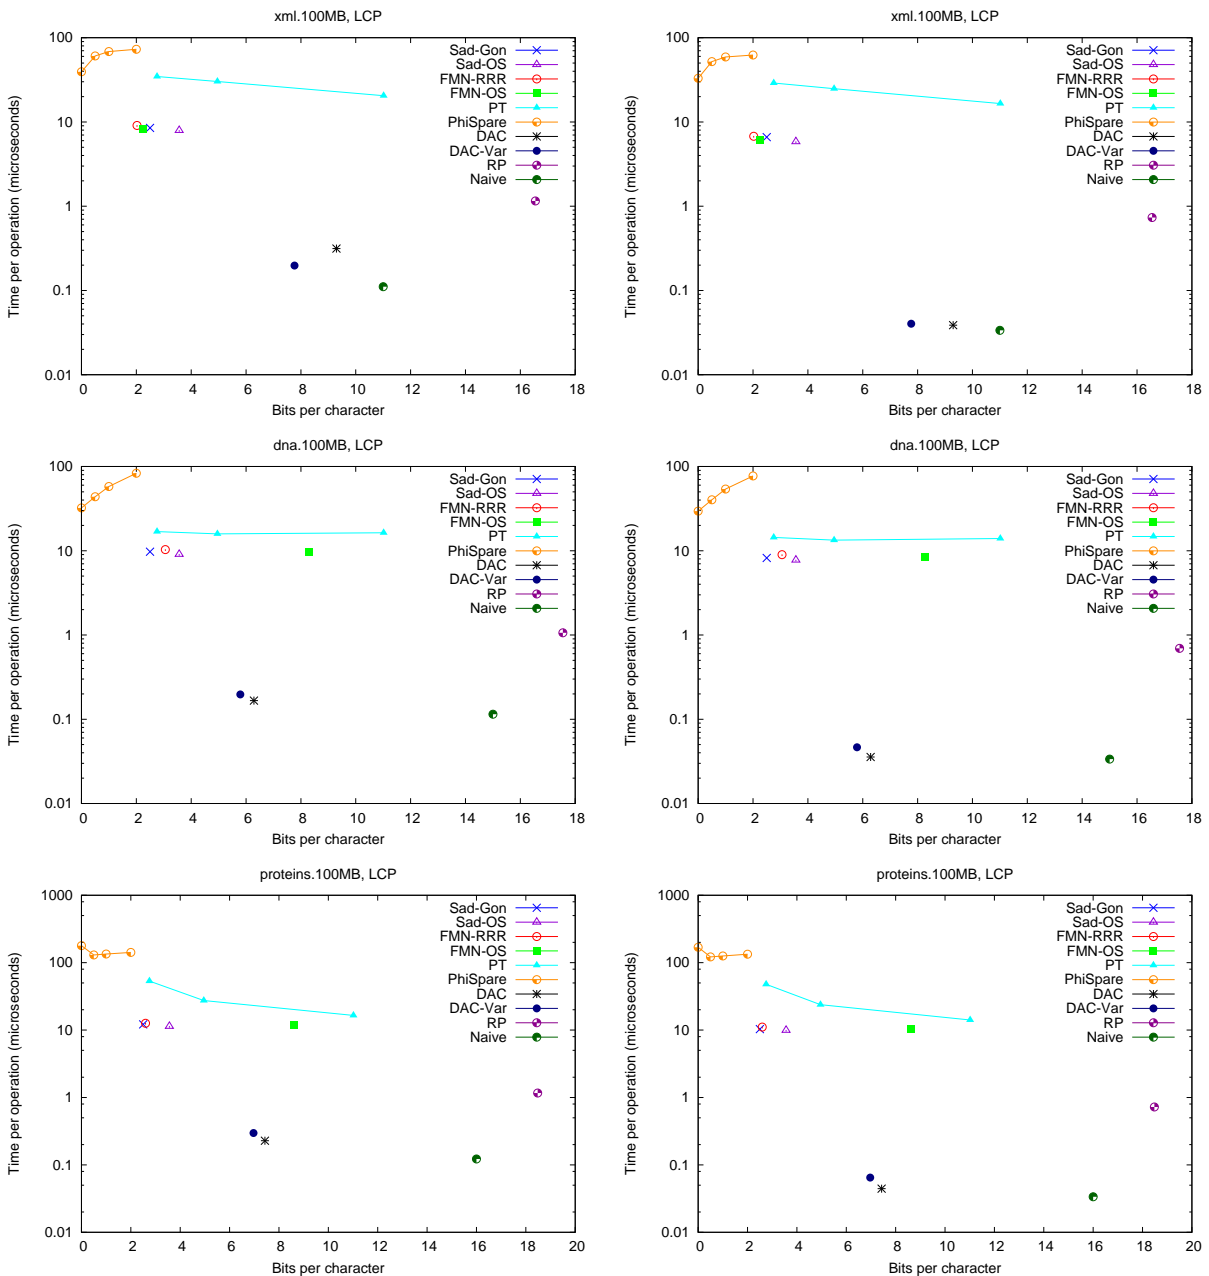 xml.100MB, LCP
Time per operation (microseconds)
100
10
1
0.1
0.01
0 2 4 6 8 10 12 14 16 18
Bits per character
Sad-Gon
Sad-OS
FMN-RRR
FMN-OS
PT
PhiSpare
DAC
DAC-Var
RP
Naive
xml.100MB, LCP
Time per operation (microseconds)
100
10
1
0.1
0.01
0 2 4 6 8 10 12 14 16 18
Bits per character
Sad-Gon
Sad-OS
FMN-RRR
FMN-OS
PT
PhiSpare
DAC
DAC-Var
RP
Naive
dna.100MB, LCP
Time per operation (microseconds)
100
10
1
0.1
0.01
0 2 4 6 8 10 12 14 16 18
Bits per character
Sad-Gon
Sad-OS
FMN-RRR
FMN-OS
PT
PhiSpare
DAC
DAC-Var
RP
Naive
dna.100MB, LCP
Time per operation (microseconds)
100
10
1
0.1
0.01
0 2 4 6 8 10 12 14 16 18
Bits per character
Sad-Gon
Sad-OS
FMN-RRR
FMN-OS
PT
PhiSpare
DAC
DAC-Var
RP
Naive
proteins.100MB, LCP
Time per operation (microseconds)
1000
100
10
1
0.1
0.01
0 2 4 6 8 10 12 14 16 18 20
Bits per character
Sad-Gon
Sad-OS
FMN-RRR
FMN-OS
PT
PhiSpare
DAC
DAC-Var
RP
Naive
proteins.100MB, LCP
Time per operation (microseconds)
1000
100
10
1
0.1
0.01
0 2 4 6 8 10 12 14 16 18 20
Bits per character
Sad-Gon
Sad-OS
FMN-RRR
FMN-OS
PT
PhiSpare
DAC
DAC-Var
RP
Naive